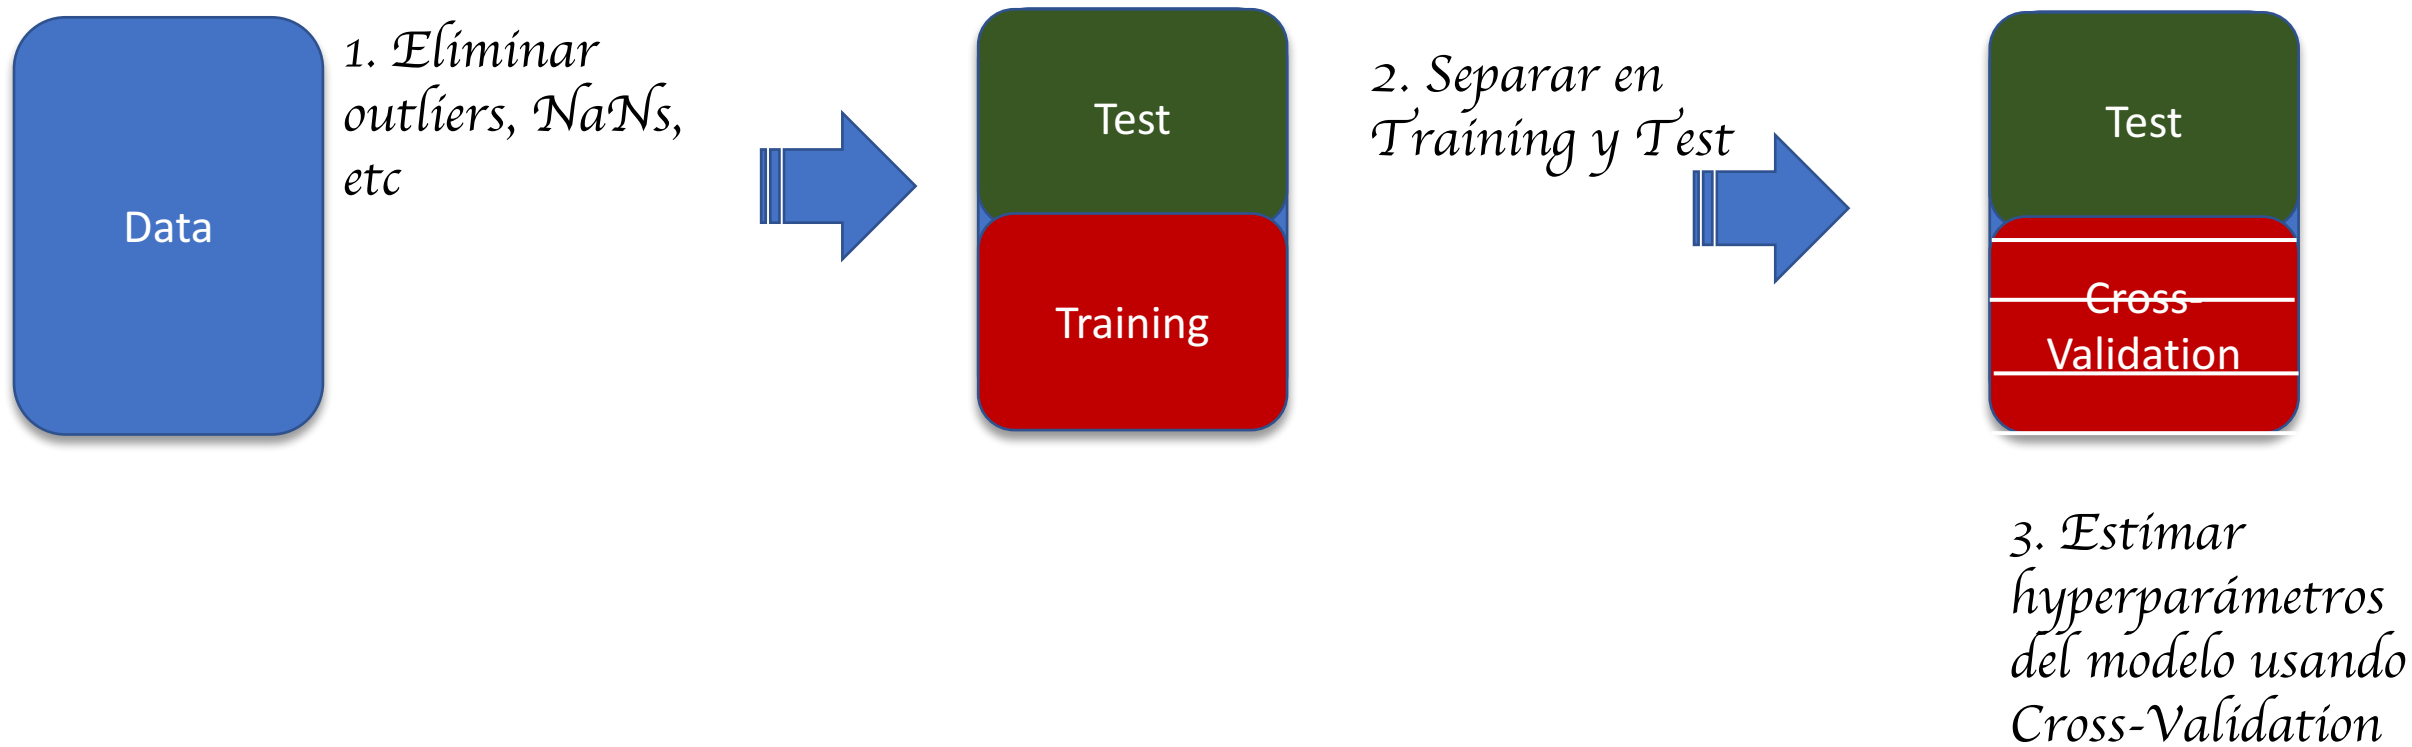 Data
1. Eliminar
outliers, NaNs,
etc
Test
Training
2. Separar en
Training y Test
Test
Cross-
Validation
3. Estimar
hyperparámetros
del modelo usando
Cross-Validation